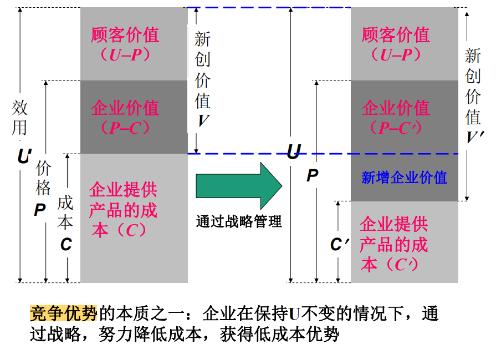 顾客价值
（U–P）
企业价值
（P–C）
企业提供
产品的成
本（C）
效用
U
价格
P
成本
C
新创价值
V
通过战略管理
U
P
C′
顾客价值
（U–P）
企业价值
（P–C′）
新增企业价值
企业提供
产品的成
本（C′）
新创价值
V′
竞争优势的本质之一：企业在保持U不变的情况下，通
过战略，努力降低成本，获得低成本优势